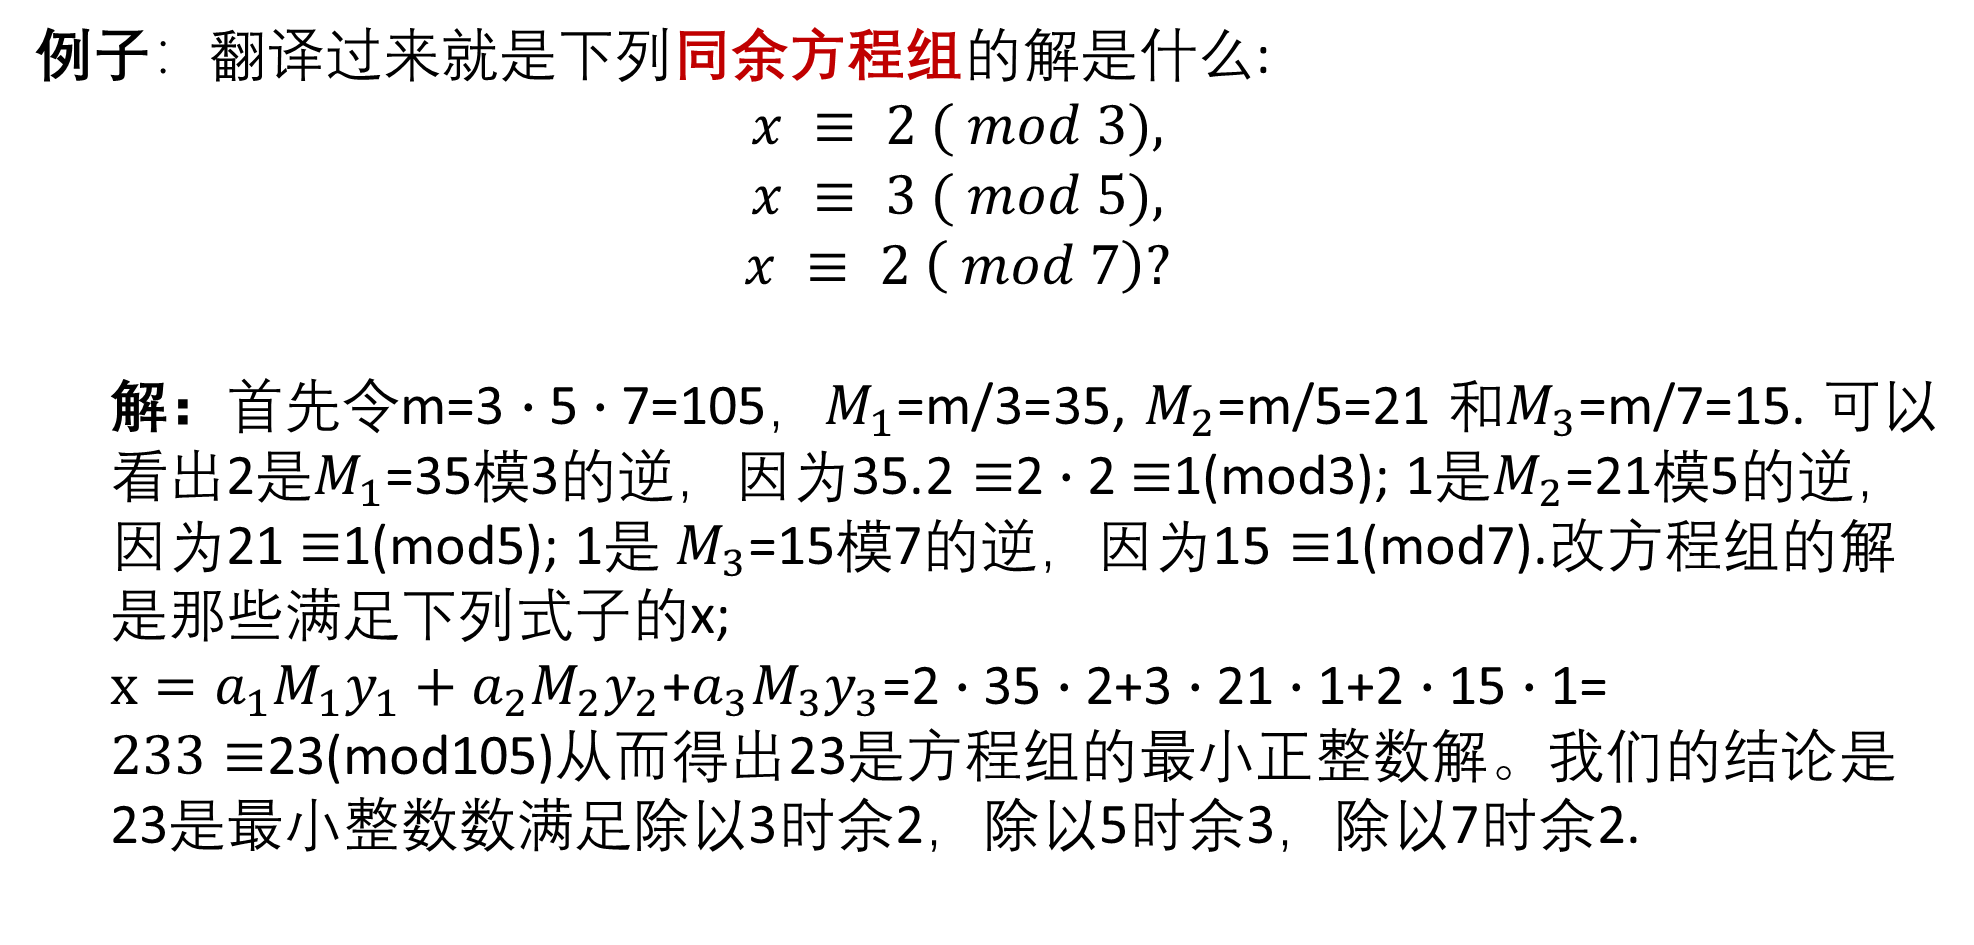 例子： 翻译过来就是下列同余方程组的解是什么:
x ≡ 2 ( mod 3),
x ≡ 3 ( mod 5),
x ≡ 2 ( mod 7)?
解：首先令m=3・5・7=105， M₁=m/3=35, M₂=m/5=21 和M₃=m/7=15. 可以
看出2是M₁=35模3的逆， 因为35.2 ≡2・2 ≡1(mod3); 1是M₂=21模5的逆，
因为21 ≡1(mod5); 1是 M₃=15模7的逆， 因为15 ≡1(mod7).改方程组的解
是那些满足下列式子的x;
x = a₁M₁y₁ + a₂M₂y₂+a₃M₃y₃=2・35・2+3・21・1+2・15・1=
233 ≡23(mod105)从而得出23是方程组的最小正整数解。我们的结论是
23是最小整数数满足除以3时余2， 除以5时余3， 除以7时余2.